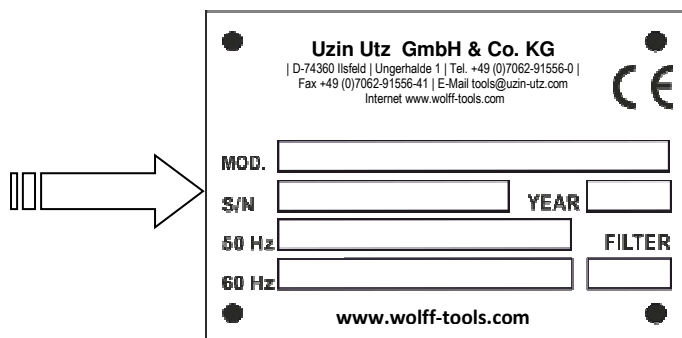 Uzin Utz GmbH & Co. KG
| D-74360 Ilsfeld | Ungerhalde 1 | Tel. +49 (0)7062-91556-0 |
Fax +49 (0)7062-91556-41 | E-Mail tools@uzin-utz.com
Internet www.wolff-tools.com
CE
MOD.
S/N YEAR
50 Hz FILTER
60 Hz
www.wolff-tools.com